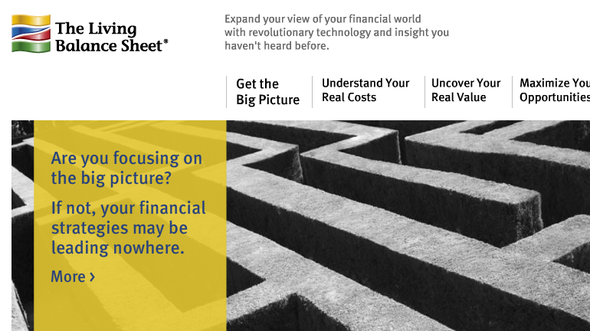 The Living
Balance Sheet®
Expand your view of your financial world
with revolutionary technology and insight you
haven't heard before.
Get the
Big Picture
Understand Your
Real Costs
Uncover Your
Real Value
Maximize You
Opportunities
Are you focusing on
the big picture?
If not, your financial
strategies may be
leading nowhere.
More >